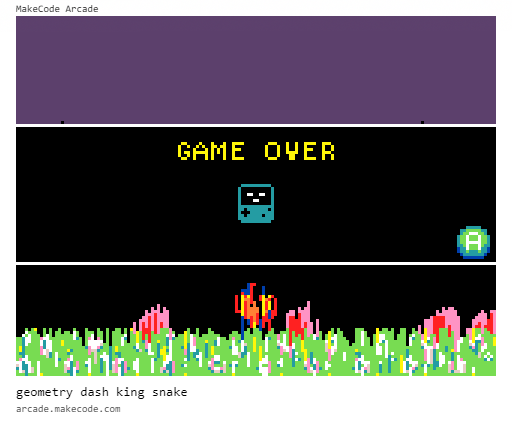 MakeCode Arcade
GAME OVER
A
geometry dash king snake
arcade.makecode.com